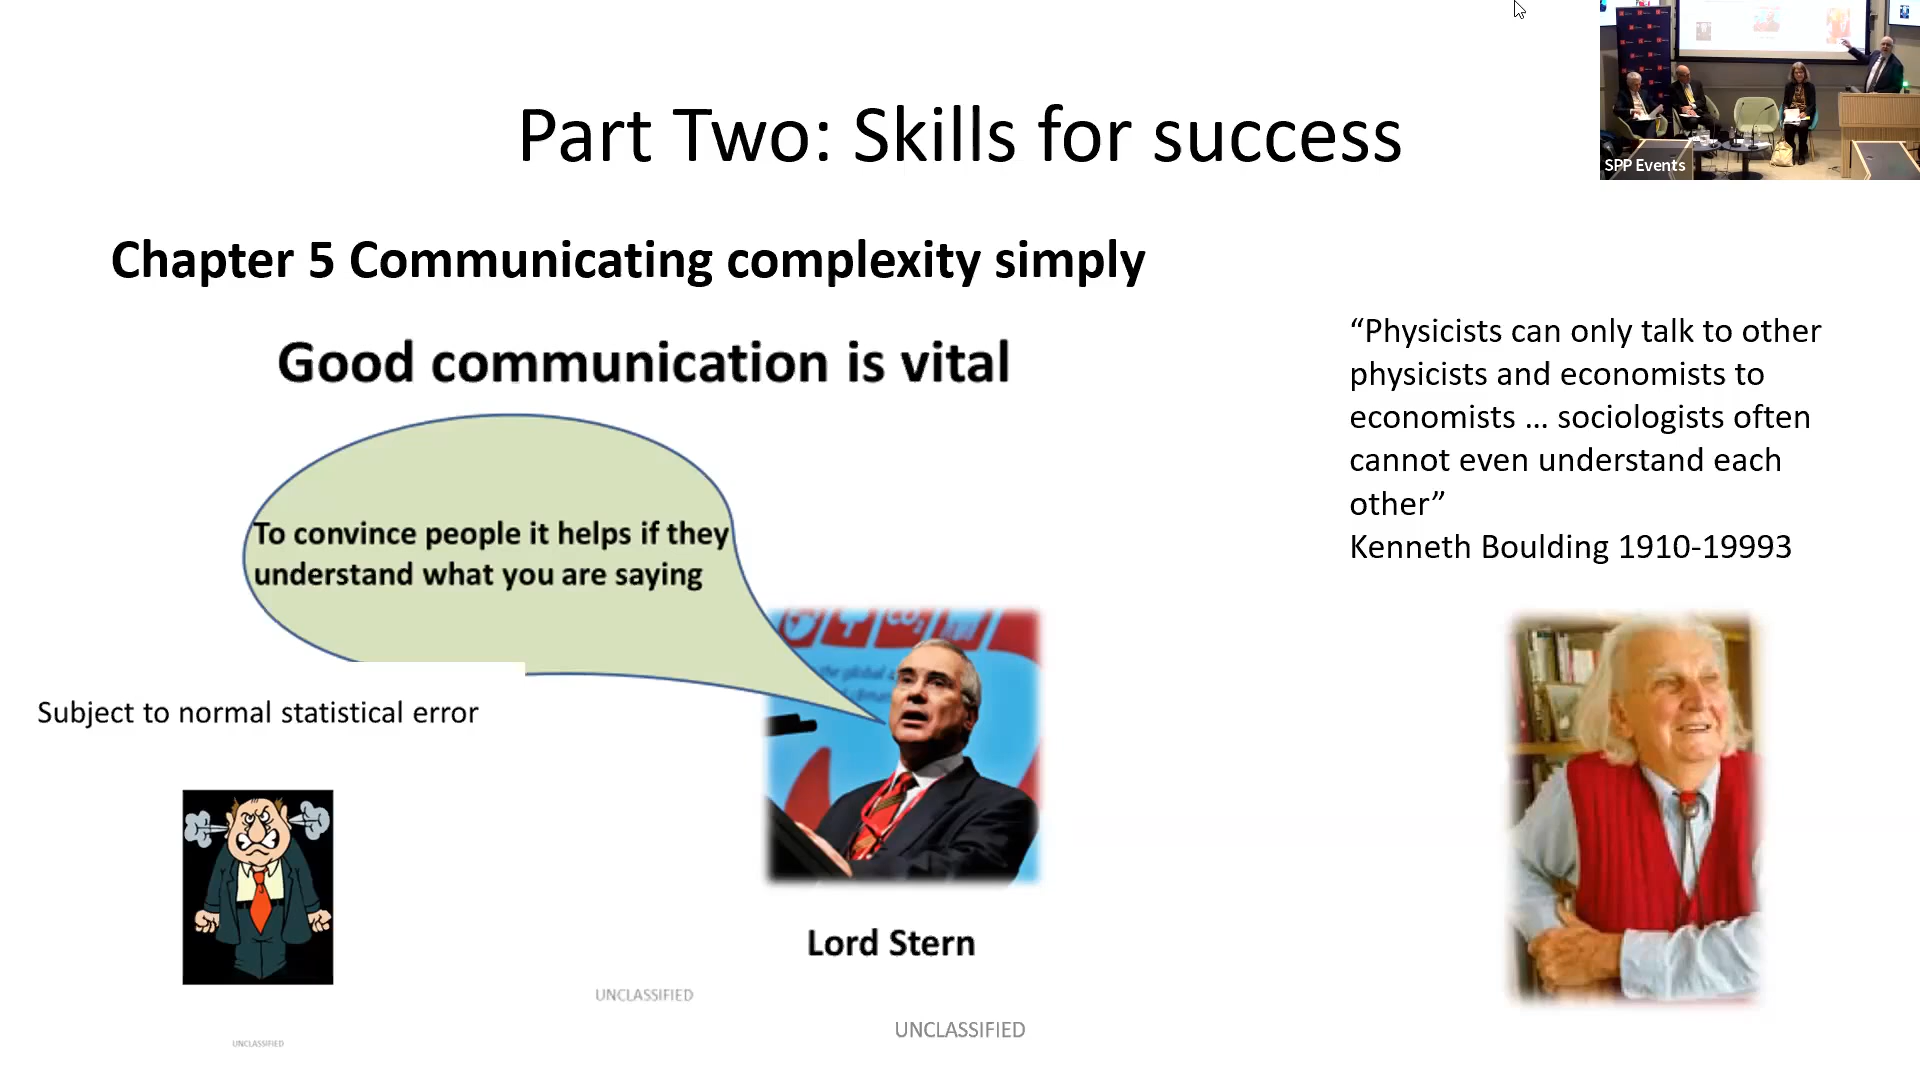 Part Two: Skills for success
SPP Events
Chapter 5 Communicating complexity simply
Good communication is vital
To convince people it helps if they
understand what you are saying
“Physicists can only talk to other
physicists and economists to
economists ... sociologists often
cannot even understand each
other”
Kenneth Boulding 1910-19993
CO2
the global
Subject to normal statistical error
Lord Stern
UNCLASSIFIED
UNCLASSIFIED
UNCLASSIFIED